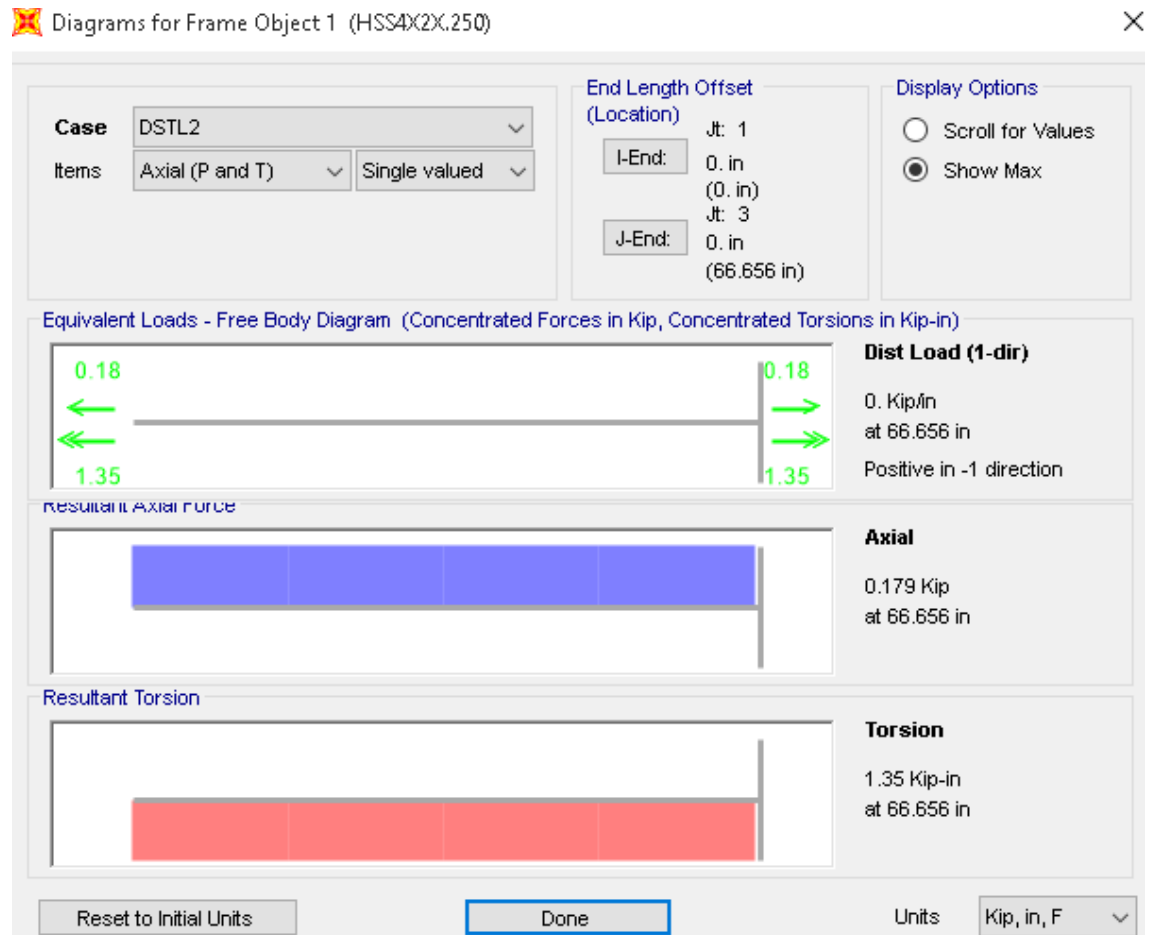 Diagrams for Frame Object 1 (HSS4X2X.250)
Case DSTL2
Items Axial (P and T) Single valued
End Length Offset
(Location)
Jt: 1
I-End: 0. in
(0. in)
Jt: 3
J-End: 0. in
(66.656 in)
Display Options
Scroll for Values
Show Max
Equivalent Loads - Free Body Diagram (Concentrated Forces in Kip, Concentrated Torsions in Kip-in)
0.18 0.18
1.35 1.35
Dist Load (1-dir)
0. Kip/in
at 66.656 in
Positive in -1 direction
Resultant Axial Force
Axial
0.179 Kip
at 66.656 in
Resultant Torsion
Torsion
1.35 Kip-in
at 66.656 in
Reset to Initial Units Done Units Kip, in, F